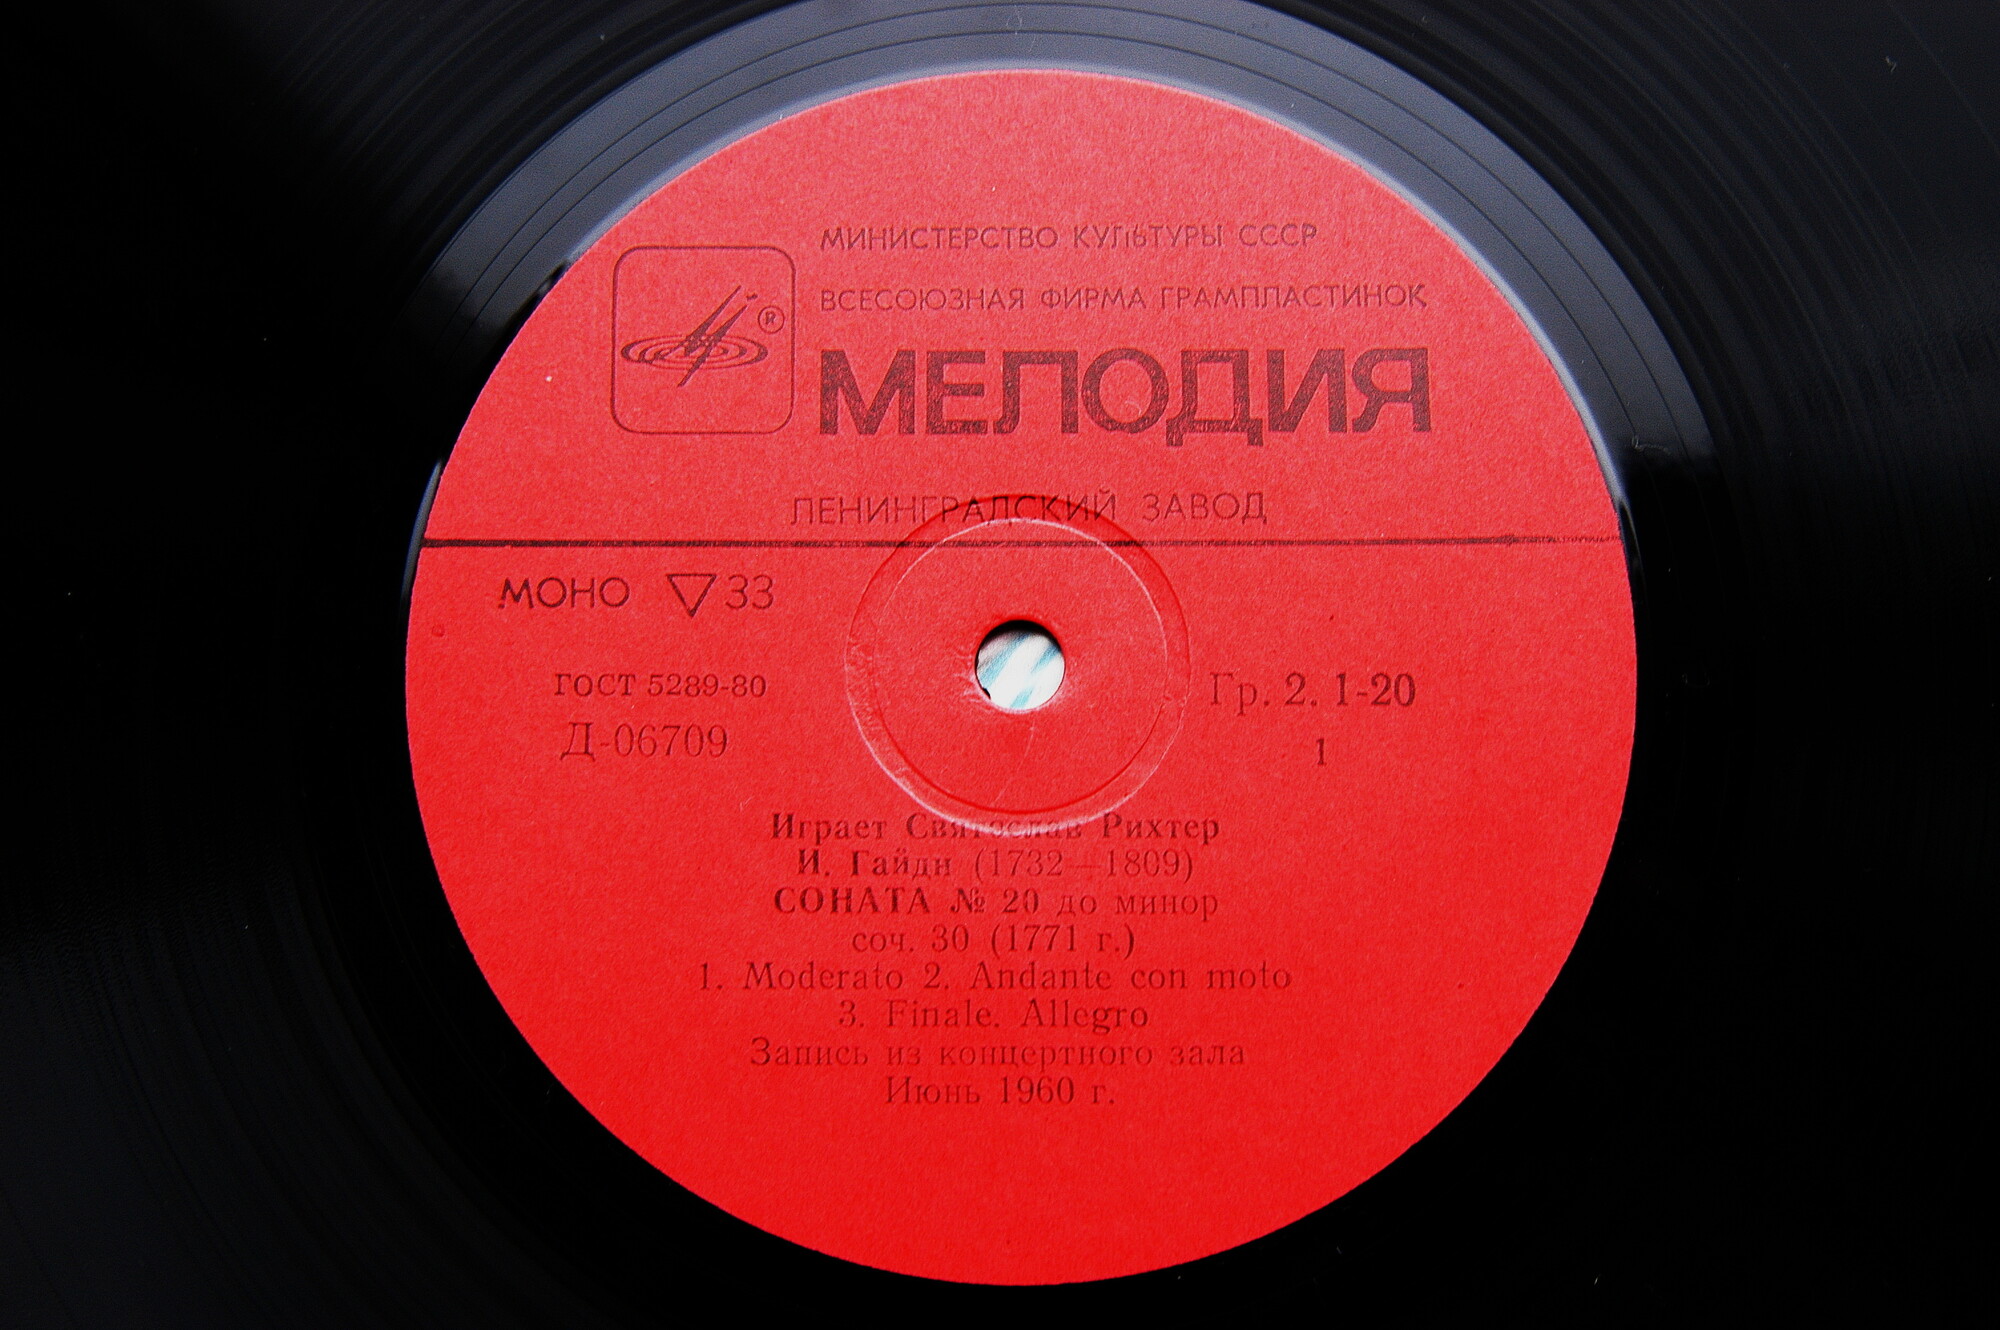 МИНИСТЕРСТВО КУЛЬТУРЫ СССР
ВСЕСОЮЗНАЯ ФИРМА ГРАМПЛАСТИНОК
®
МЕЛОДИЯ
ЛЕНИНГРАДСКИЙ ЗАВОД
МОНО ▽ 33
ГОСТ 5289-80
Гр. 2. 1-20
Д-06709
1
Играет Святослав Рихтер
И. Гайдн (1732—1809)
СОНАТА № 20 до минор
соч. 30 (1771 г.)
1. Moderato 2. Andante con moto
3. Finale. Allegro
Запись из концертного зала
Июнь 1960 г.